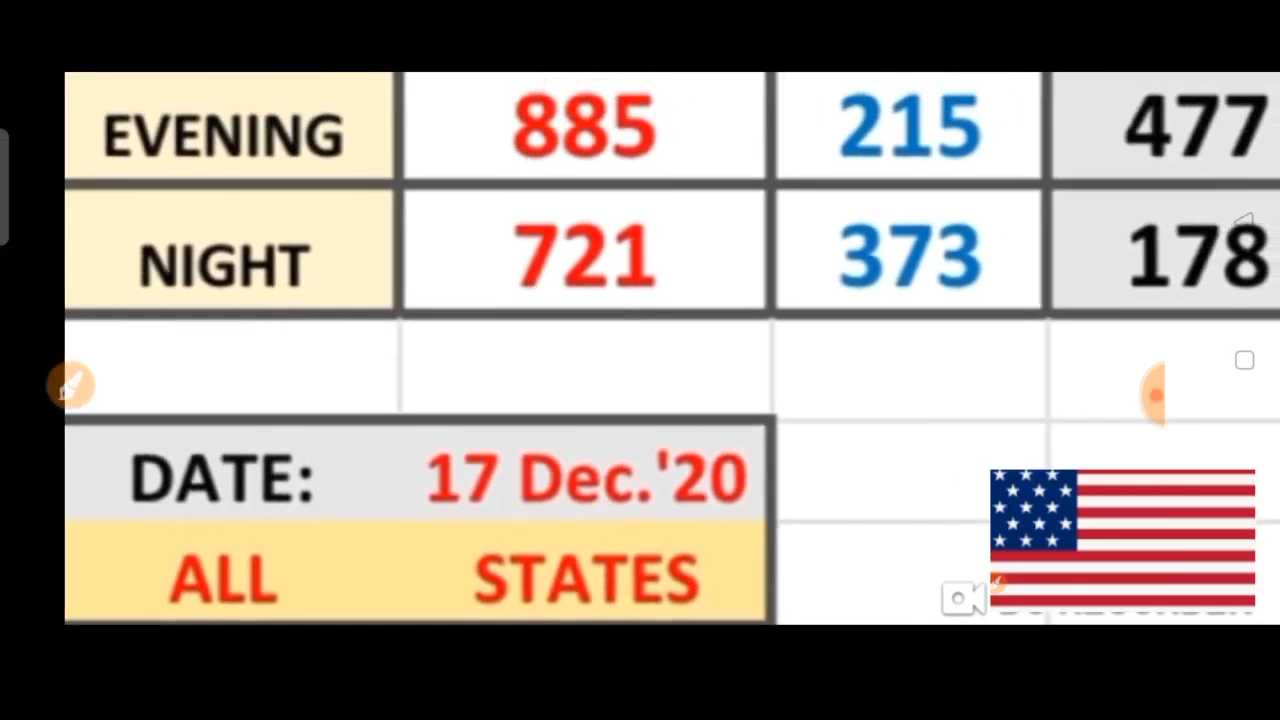 EVENING 885 215 477
NIGHT 721 373 178
DATE: 17 Dec.'20
ALL STATES